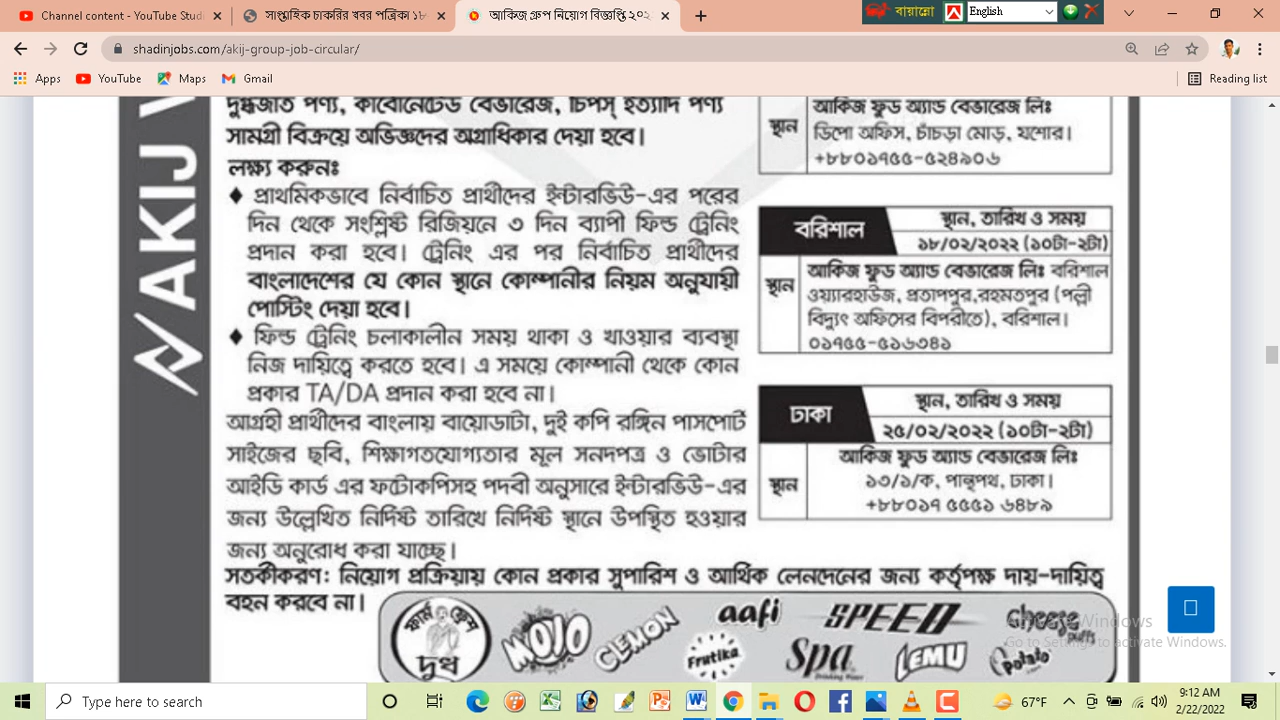 Channel content - YouTube
English
shadinjobs.com/akij-group-job-circular/
Apps
YouTube
Maps
Gmail
Reading list
AKIJ
দুগ্ধজাত পণ্য, কার্বোনেটেড বেভারেজ, চিপস্ ইত্যাদি পণ্য
সামগ্রী বিক্রয়ে অভিজ্ঞদের অগ্রাধিকার দেয়া হবে।
লক্ষ্য করুনঃ
♦ প্রাথমিকভাবে নির্বাচিত প্রার্থীদের ইন্টারভিউ-এর পরের
দিন থেকে সংশ্লিষ্ট রিজিয়নে ৩ দিন ব্যাপী ফিল্ড ট্রেনিং
প্রদান করা হবে। ট্রেনিং এর পর নির্বাচিত প্রার্থীদের
বাংলাদেশের যে কোন স্থানে কোম্পানীর নিয়ম অনুযায়ী
পোস্টিং দেয়া হবে।
♦ ফিল্ড ট্রেনিং চলাকালীন সময় থাকা ও খাওয়ার ব্যবস্থা
নিজ দায়িত্বে করতে হবে। এ সময়ে কোম্পানী থেকে কোন
প্রকার TA/DA প্রদান করা হবে না।
আগ্রহী প্রার্থীদের বাংলায় বায়োডাটা, দুই কপি রঙ্গিন পাসপোর্ট
সাইজের ছবি, শিক্ষাগতযোগ্যতার মূল সনদপত্র ও ভোটার
আইডি কার্ড এর ফটোকপিসহ পদবী অনুসারে ইন্টারভিউ-এর
জন্য উল্লেখিত নির্দিষ্ট তারিখে নির্দিষ্ট স্থানে উপস্থিত হওয়ার
জন্য অনুরোধ করা যাচ্ছে।
সতর্কীকরণ: নিয়োগ প্রক্রিয়ায় কোন প্রকার সুপারিশ ও আর্থিক লেনদেনের জন্য কর্তৃপক্ষ দায়-দায়িত্ব
বহন করবে না।
স্থান
আকিজ ফুড অ্যান্ড বেভারেজ লিঃ
ডিপো অফিস, চাঁচড়া মোড়, যশোর।
+৮৮০১৭৫৫-৫২৪৯০৬
বরিশাল
স্থান, তারিখ ও সময়
১৮/০২/২০২২ (১০টা-২টা)
স্থান
আকিজ ফুড অ্যান্ড বেভারেজ লিঃ বরিশাল
ওয়্যারহাউজ, প্রতাপপুর,রহমতপুর (পল্লী
বিদ্যুৎ অফিসের বিপরীতে), বরিশাল।
০১৭৫৫-৫১৬৩৪১
ঢাকা
স্থান, তারিখ ও সময়
২৫/০২/২০২২ (১০টা-২টা)
স্থান
আকিজ ফুড অ্যান্ড বেভারেজ লিঃ
১৩/১/ক, পান্থপথ, ঢাকা।
+৮৮০১৭ ৫৫৫১ ৬৪৮৯
ফার্ম ফ্রেশ
দুধ
MOJO
CLEMON
aafi
Frutika
SPEED
Spa
Drinking Water
LEMU
Cheese
Puffs
Potato
Activate Windows
Go to Settings to activate Windows.
Type here to search
67°F
9:12 AM
2/22/2022